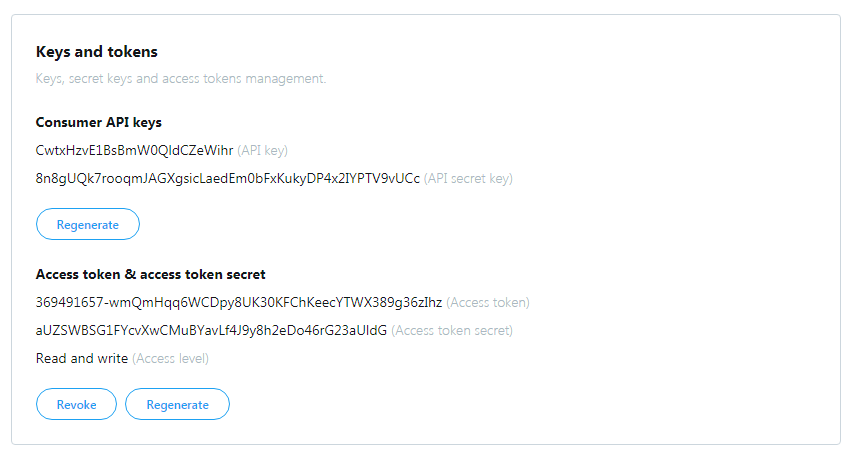 Keys and tokens
Keys, secret keys and access tokens management.
Consumer API keys
CwtxHzvE1BsBmW0QIdCZeWihr (API key)
8n8gUQk7rooqmJAGXgsicLaedEm0bFxKukyDP4x2IYPTV9vUCc (API secret key)
Regenerate
Access token & access token secret
369491657-wmQmHqq6WCDpy8UK30KFChKeecYTWX389g36zIhz (Access token)
aUZSWBSG1FYcvXwCMuBYavLf4J9y8h2eDo46rG23aUIdG (Access token secret)
Read and write (Access level)
Revoke
Regenerate